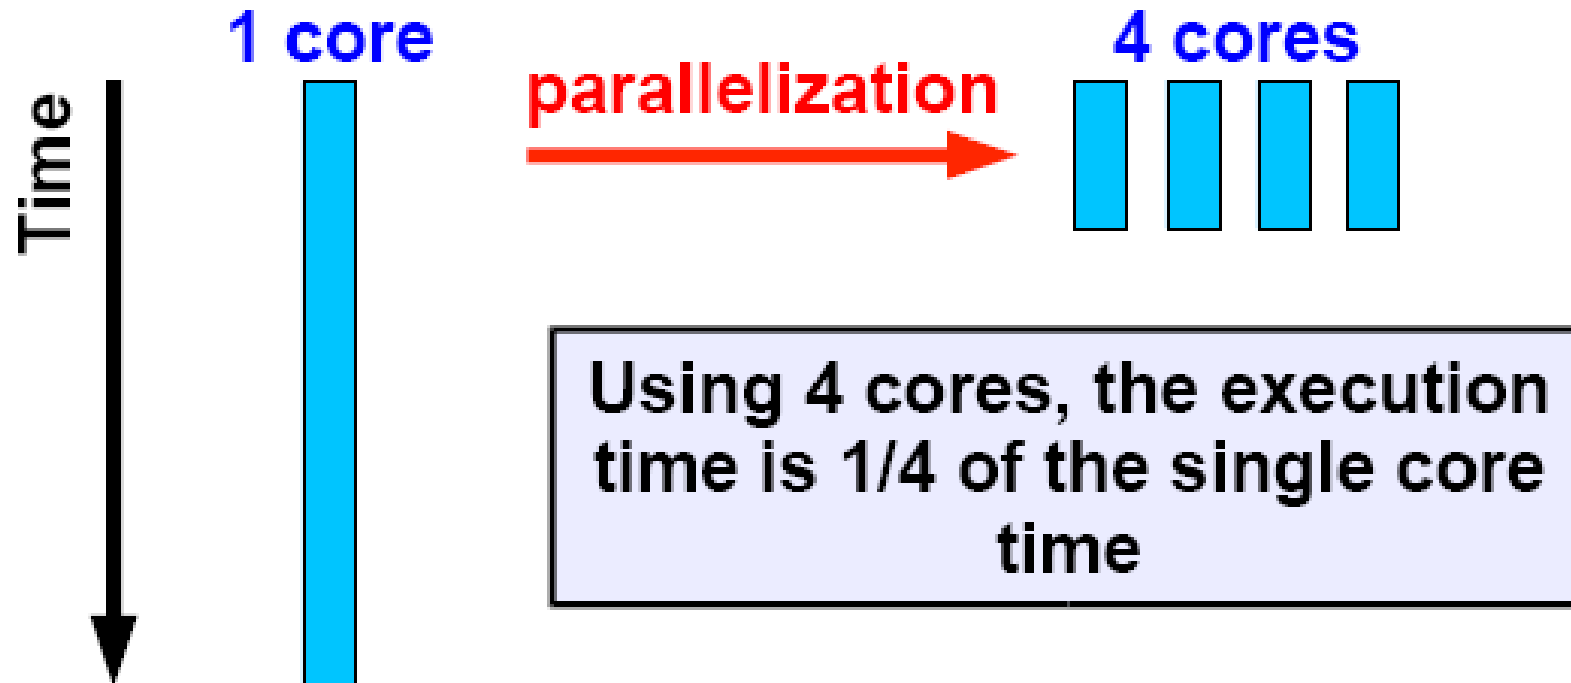 1 core
4 cores
parallelization
Time
Using 4 cores, the execution
time is 1/4 of the single core
time